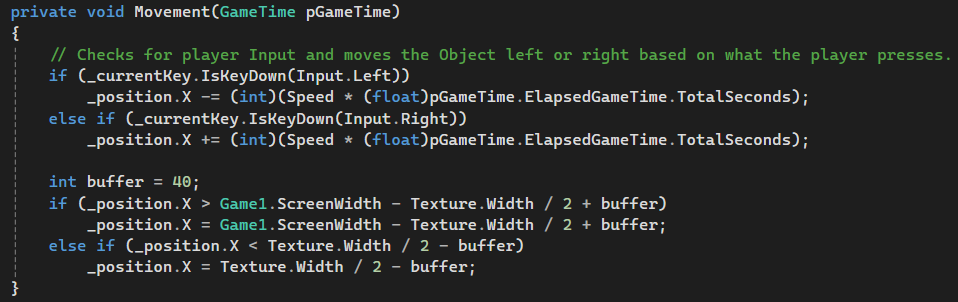 private void Movement(GameTime pGameTime)
{
    // Checks for player Input and moves the Object left or right based on what the player presses.
    if (_currentKey.IsKeyDown(Input.Left))
        _position.X -= (int)(Speed * (float)pGameTime.ElapsedGameTime.TotalSeconds);
    else if (_currentKey.IsKeyDown(Input.Right))
        _position.X += (int)(Speed * (float)pGameTime.ElapsedGameTime.TotalSeconds);

    int buffer = 40;
    if (_position.X > Game1.ScreenWidth - Texture.Width / 2 + buffer)
        _position.X = Game1.ScreenWidth - Texture.Width / 2 + buffer;
    else if (_position.X < Texture.Width / 2 - buffer)
        _position.X = Texture.Width / 2 - buffer;
}